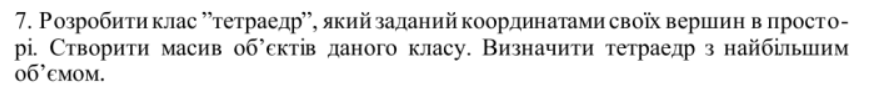 7. Розробити клас ”тетраедр”, який заданий координатами своїх вершин в просто-
рі. Створити масив об’єктів даного класу. Визначити тетраедр з найбільшим
об’ємом.